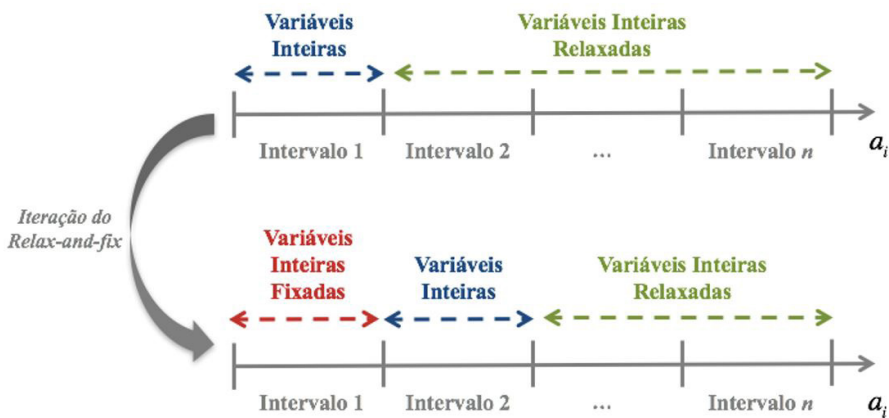 Variáveis
Inteiras
Variáveis Inteiras
Relaxadas
Intervalo 1
Intervalo 2
...
Intervalo n
a_i
Iteração do
Relax-and-fix
Variáveis
Inteiras
Fixadas
Variáveis
Inteiras
Variáveis Inteiras
Relaxadas
Intervalo 1
Intervalo 2
...
Intervalo n
a_i